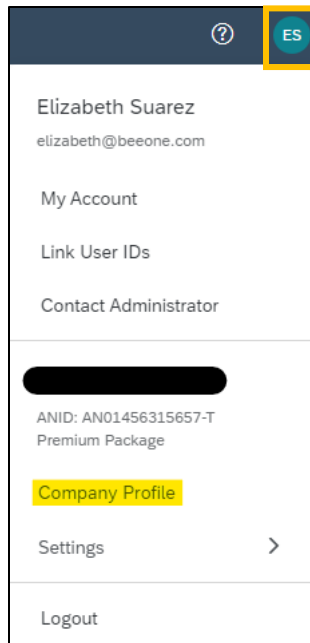 ES
Elizabeth Suarez
elizabeth@beeone.com
My Account
Link User IDs
Contact Administrator
ANID: AN01456315657-T
Premium Package
Company Profile
Settings
Logout